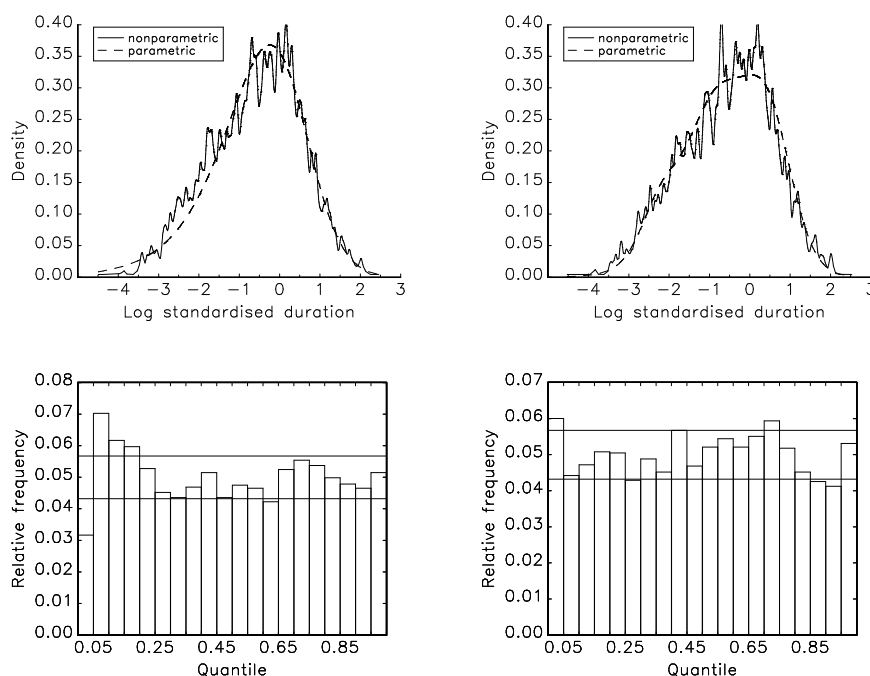 0.40
0.35
0.30
0.25
0.20
0.15
0.10
0.05
0.00
Density
nonparametric
parametric
−4 −3 −2 −1 0 1 2 3
Log standardised duration
0.40
0.35
0.30
0.25
0.20
0.15
0.10
0.05
0.00
Density
nonparametric
parametric
−4 −3 −2 −1 0 1 2 3
Log standardised duration
0.08
0.07
0.06
0.05
0.04
0.03
0.02
0.01
0.00
Relative frequency
0.05 0.25 0.45 0.65 0.85
Quantile
0.07
0.06
0.05
0.04
0.03
0.02
0.01
0.00
Relative frequency
0.05 0.25 0.45 0.65 0.85
Quantile